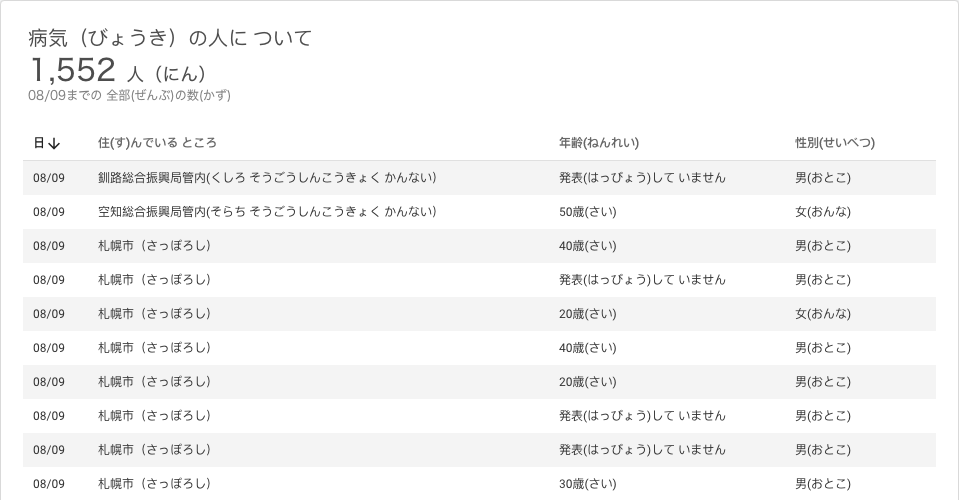 病気（びょうき）の人に ついて
1,552 人（にん）
08/09までの 全部(ぜんぶ)の数(かず)
日↓ 住(す)んでいる ところ 年齢(ねんれい) 性別(せいべつ)
08/09 釧路総合振興局管内(くしろ そうごうしんこうきょく かんない) 発表(はっぴょう)して いません 男(おとこ)
08/09 空知総合振興局管内(そらち そうごうしんこうきょく かんない) 50歳(さい) 女(おんな)
08/09 札幌市（さっぽろし） 40歳(さい) 男(おとこ)
08/09 札幌市（さっぽろし） 発表(はっぴょう)して いません 男(おとこ)
08/09 札幌市（さっぽろし） 20歳(さい) 女(おんな)
08/09 札幌市（さっぽろし） 40歳(さい) 男(おとこ)
08/09 札幌市（さっぽろし） 20歳(さい) 男(おとこ)
08/09 札幌市（さっぽろし） 発表(はっぴょう)して いません 男(おとこ)
08/09 札幌市（さっぽろし） 発表(はっぴょう)して いません 男(おとこ)
08/09 札幌市（さっぽろし） 30歳(さい) 男(おとこ)